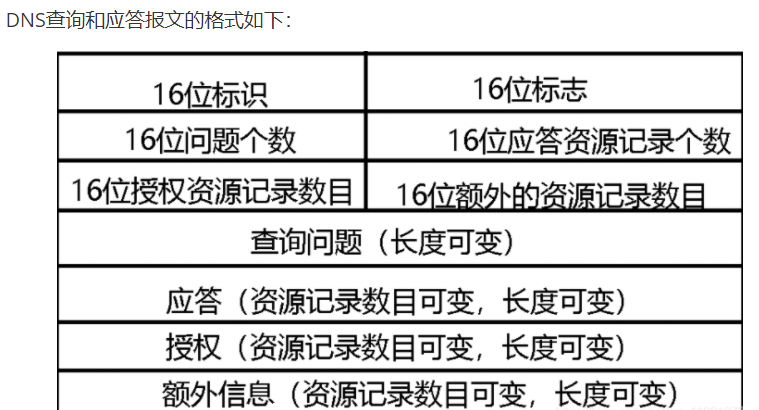 DNS查询和应答报文的格式如下：
16位标识
16位标志
16位问题个数
16位应答资源记录个数
16位授权资源记录数目
16位额外的资源记录数目
查询问题（长度可变）
应答（资源记录数目可变，长度可变）
授权（资源记录数目可变，长度可变）
额外信息（资源记录数目可变，长度可变）